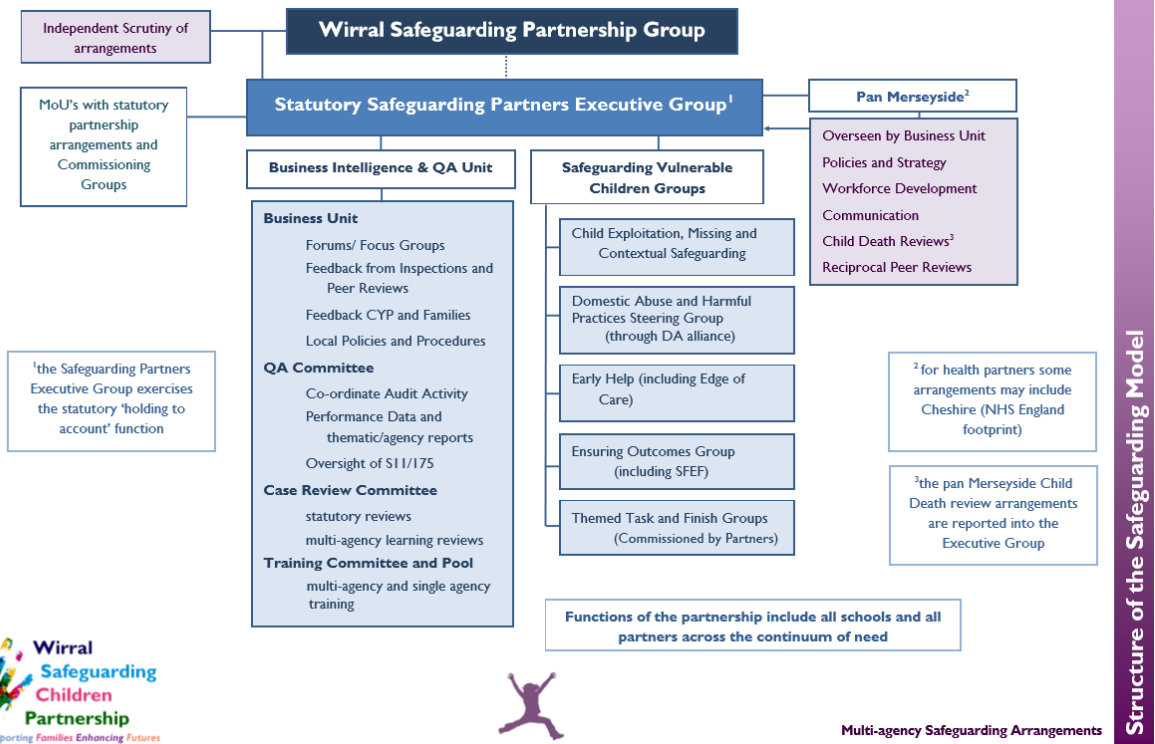 Independent Scrutiny of
arrangements
Wirral Safeguarding Partnership Group
MoU's with statutory
partnership
arrangements and
Commissioning
Groups
Statutory Safeguarding Partners Executive Group¹
Pan Merseyside²
Overseen by Business Unit
Policies and Strategy
Workforce Development
Communication
Child Death Reviews³
Reciprocal Peer Reviews
Business Intelligence & QA Unit
Business Unit
Forums/ Focus Groups
Feedback from Inspections and
Peer Reviews
Feedback CYP and Families
Local Policies and Procedures
QA Committee
Co-ordinate Audit Activity
Performance Data and
thematic/agency reports
Oversight of S11/175
Case Review Committee
statutory reviews
multi-agency learning reviews
Training Committee and Pool
multi-agency and single agency
training
Safeguarding Vulnerable
Children Groups
Child Exploitation, Missing and
Contextual Safeguarding
Domestic Abuse and Harmful
Practices Steering Group
(through DA alliance)
Early Help (including Edge of
Care)
Ensuring Outcomes Group
(including SFEF)
Themed Task and Finish Groups
(Commissioned by Partners)
¹the Safeguarding Partners
Executive Group exercises
the statutory ‘holding to
account’ function
² for health partners some
arrangements may include
Cheshire (NHS England
footprint)
³the pan Merseyside Child
Death review arrangements
are reported into the
Executive Group
Functions of the partnership include all schools and all
partners across the continuum of need
Wirral
Safeguarding
Children
Partnership
porting Families Enhancing Futures
Multi-agency Safeguarding Arrangements
Structure of the Safeguarding Model